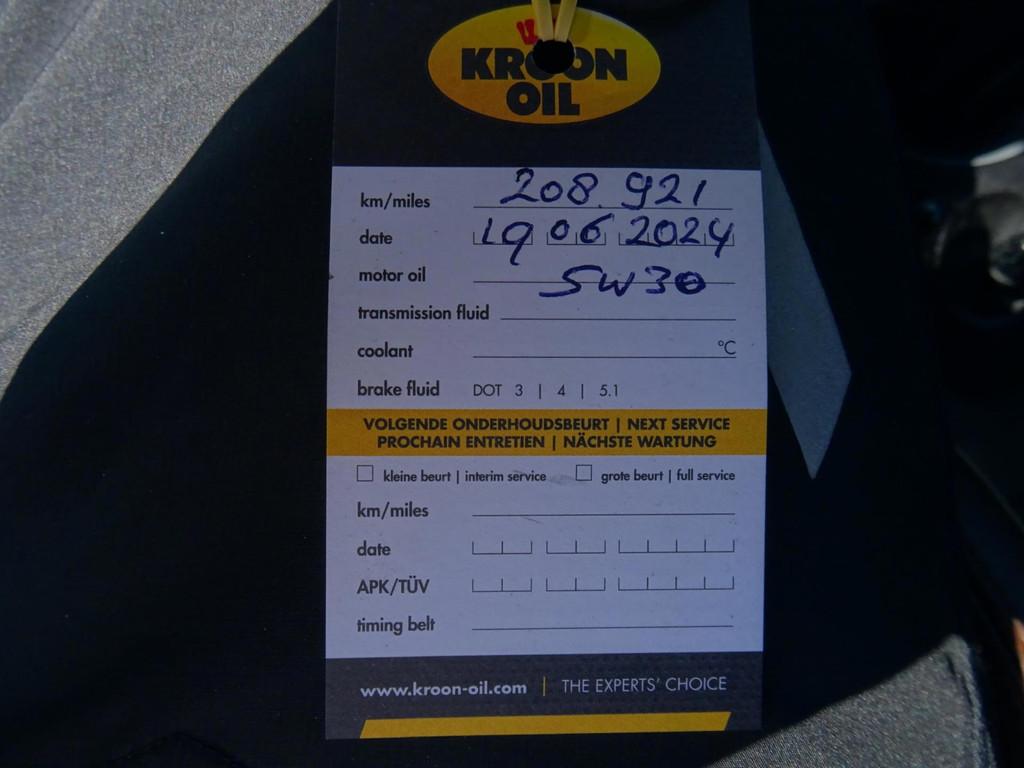 KROON
OIL
km/miles 208.921
date 19 06 2024
motor oil 5W30
transmission fluid
coantlant °C
brake fluid DOT 3 | 4 | 5.1
VOLGENDE ONDERHOUDSBEURT | NEXT SERVICE
PROCHAIN ENTRETIEN | NÄCHSTE WARTUNG
kleine beurt | interim service grote beurt | full service
km/miles
date
APK/TÜV
timing belt
www.kroon-oil.com | THE EXPERTS' CHOICE